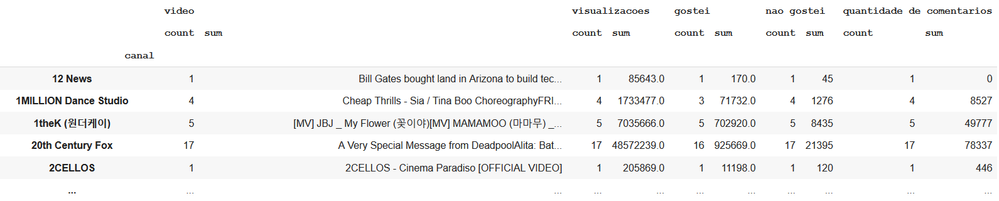 video visualizacoes gostei nao gostei quantidade de comentarios
count sum count sum count sum count sum count sum
canal
12 News 1 Bill Gates bought land in Arizona to build tec... 1 85643.0 1 170.0 1 45 1 0
1MILLION Dance Studio 4 Cheap Thrills - Sia / Tina Boo ChoreographyFRI... 4 1733477.0 3 71732.0 4 1276 4 8527
1theK (원더케이) 5 [MV] JBJ _ My Flower (꽃이야)[MV] MAMAMOO (마마무) _... 5 7035666.0 5 702920.0 5 8435 5 49777
20th Century Fox 17 A Very Special Message from DeadpoolAlita: Bat... 17 48572239.0 16 925669.0 17 21395 17 78337
2CELLOS 1 2CELLOS - Cinema Paradiso [OFFICIAL VIDEO] 1 205869.0 1 11198.0 1 120 1 446
... ... ... ... ... ... ... ... ... ... ...